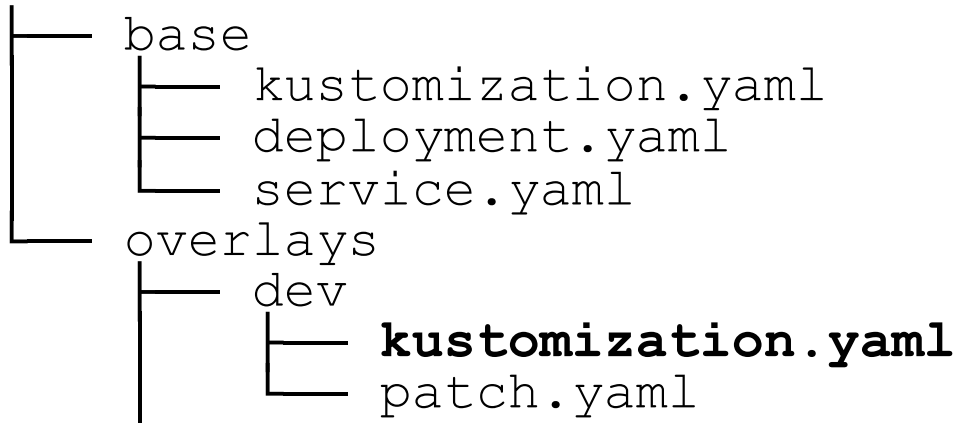 base
kustomization.yaml
deployment.yaml
service.yaml
overlays
dev
kustomization.yaml
patch.yaml